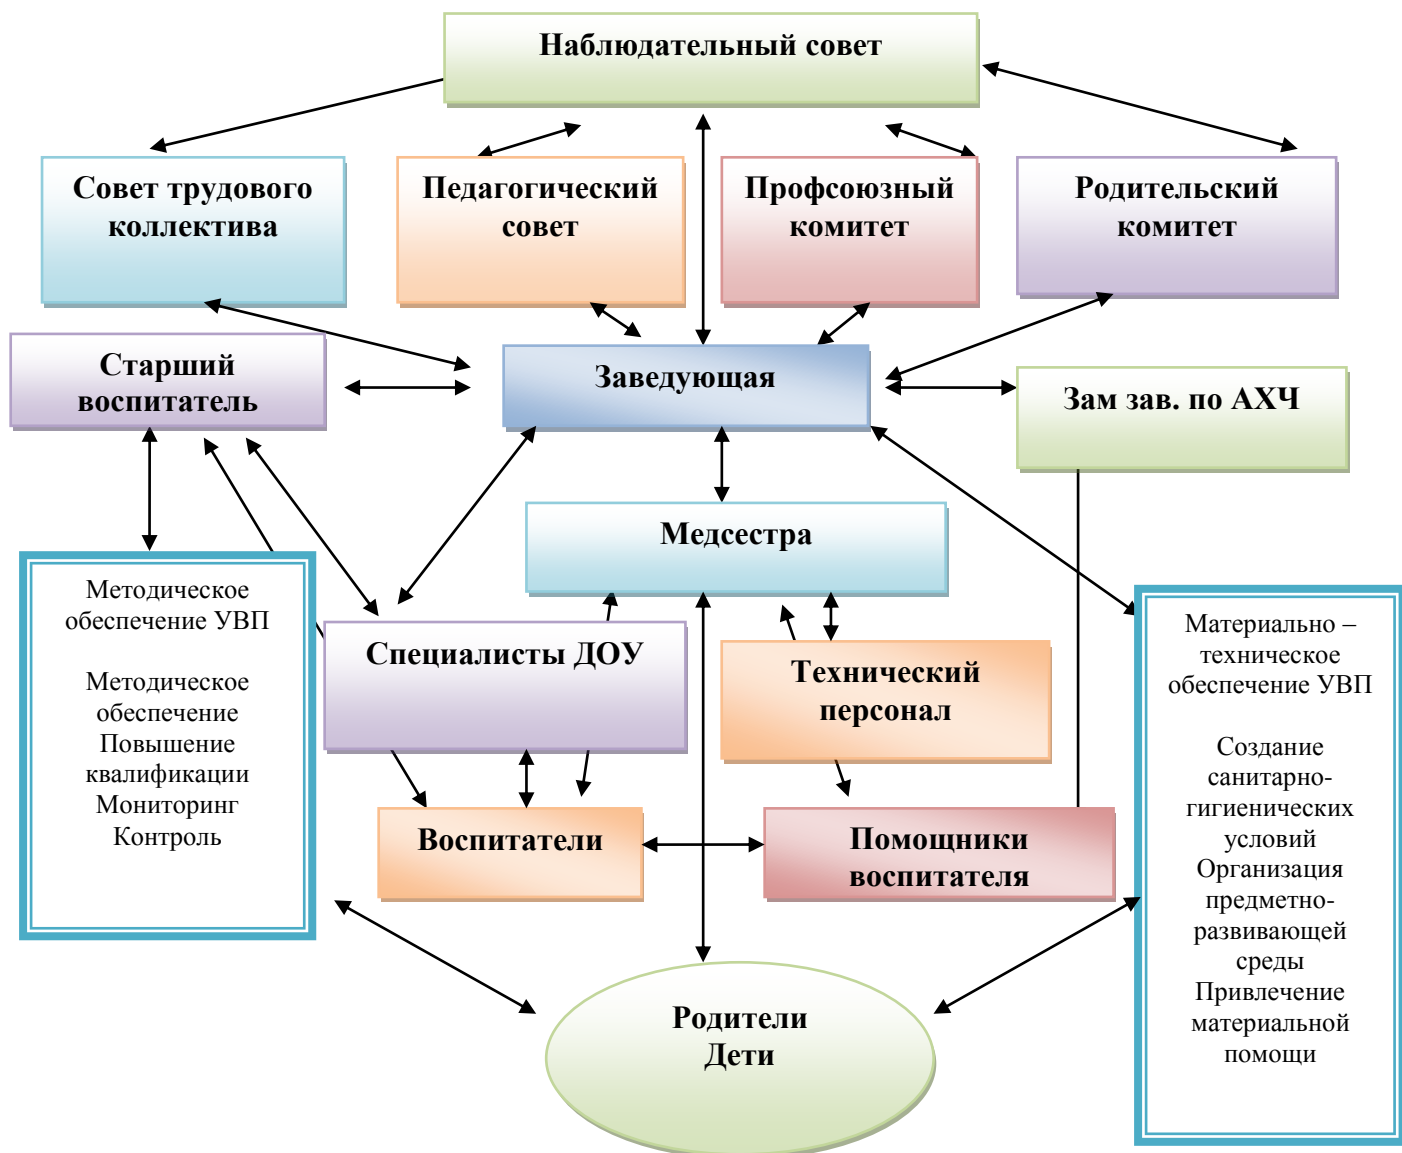 Наблюдательный совет
Совет трудового
коллектива
Педагогический
совет
Профсоюзный
комитет
Родительский
комитет
Старший
воспитатель
Заведующая
Зам зав. по АХЧ
Медсестра
Методическое
обеспечение УВП
Методическое
обеспечение
Повышение
квалификации
Мониторинг
Контроль
Специалисты ДОУ
Технический
персонал
Материально –
техническое
обеспечение УВП
Создание
санитарно-
гигиенических
условий
Организация
предметно-
развивающей
среды
Привлечение
материальной
помощи
Воспитатели
Помощники
воспитателя
Родители
Дети